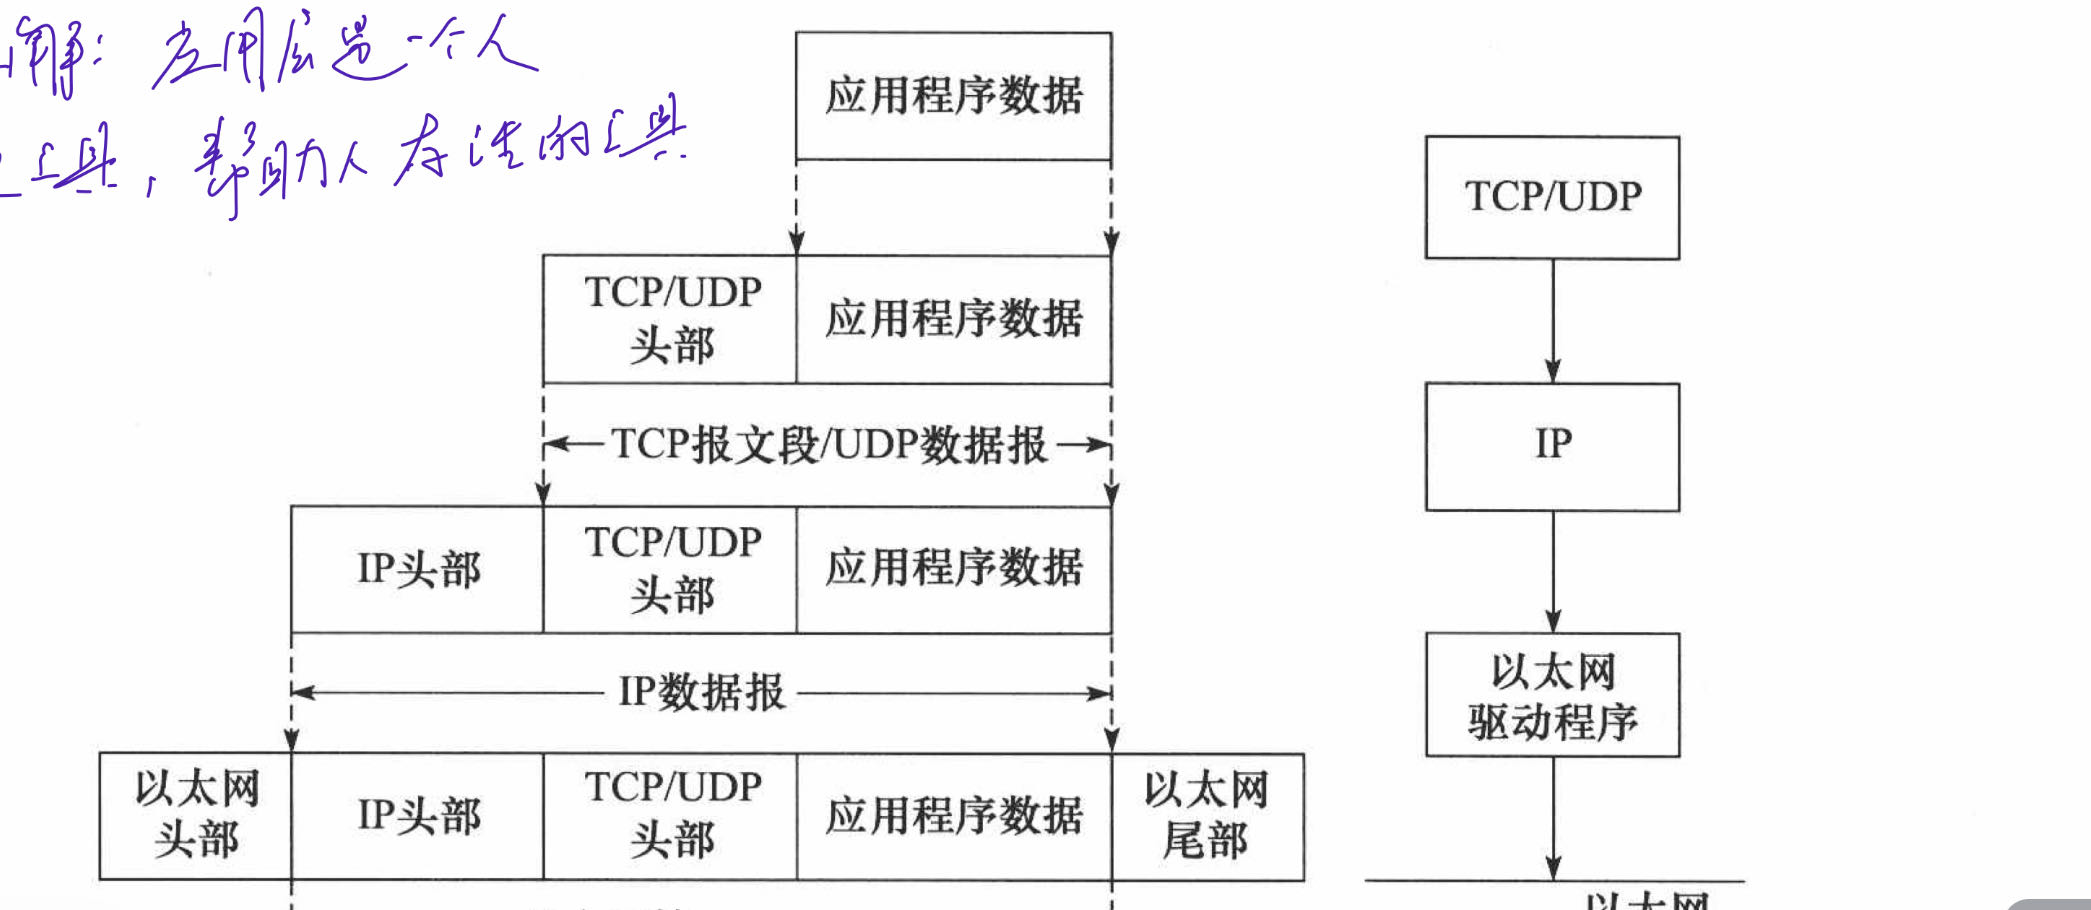 解：应用层是一个人
工具，帮助人存活的工具
应用程序数据
TCP/UDP
头部
应用程序数据
TCP报文段/UDP数据报
IP头部
TCP/UDP
头部
应用程序数据
IP数据报
以太网
头部
IP头部
TCP/UDP
头部
应用程序数据
以太网
尾部
TCP/UDP
IP
以太网
驱动程序
以太网